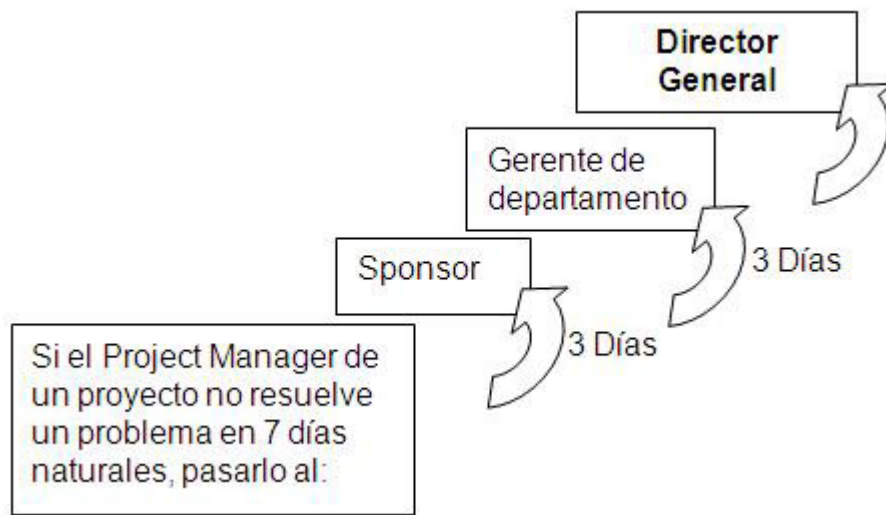 Director
General
Gerente de
departamento
3 Días
Sponsor
3 Días
Si el Project Manager de
un proyecto no resuelve
un problema en 7 días
naturales, pasarlo al: